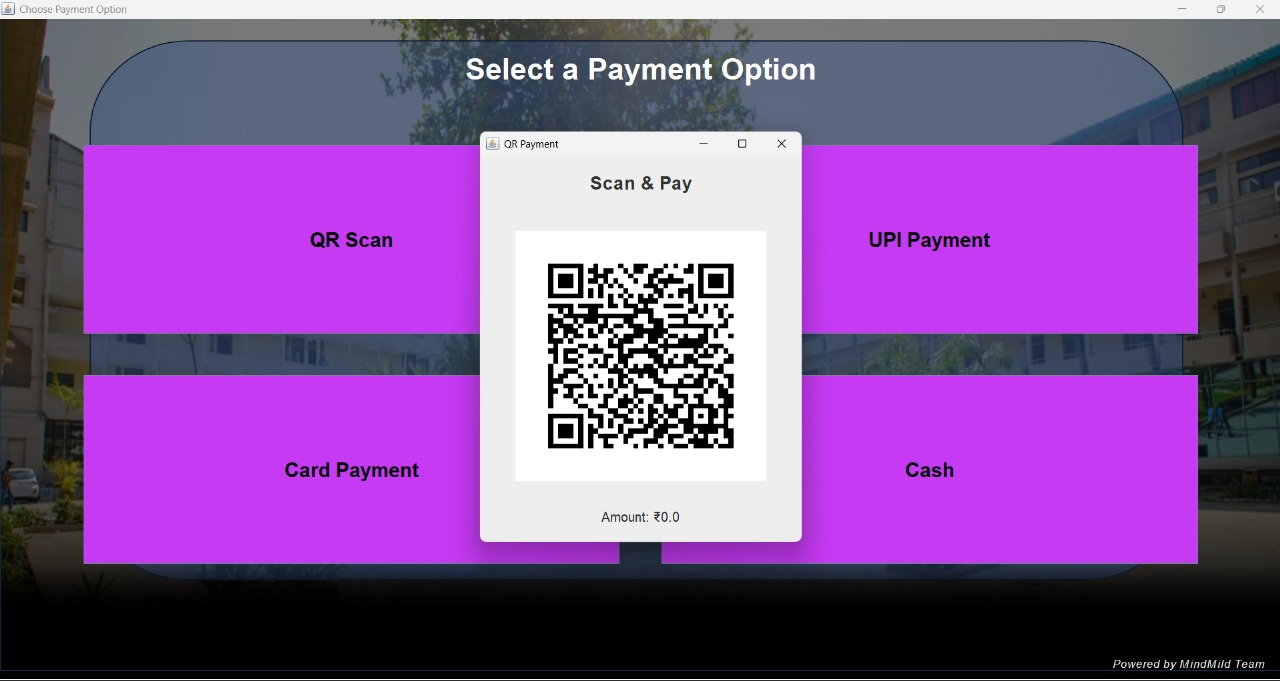 Choose Payment Option
Select a Payment Option
QR Payment
Scan & Pay
QR Scan
UPI Payment
Card Payment
Cash
Amount: ₹0.0
Powered by MindMild Team